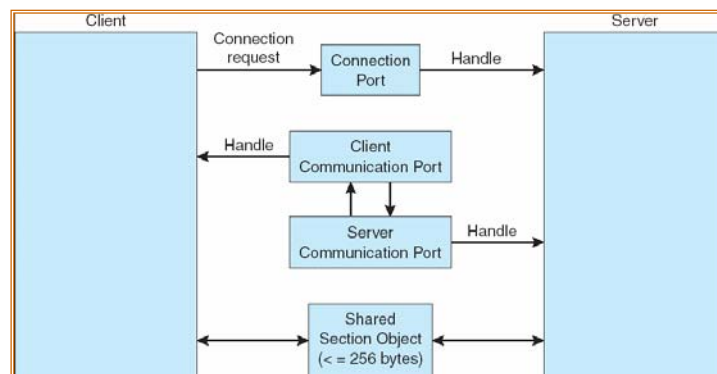 Client
Server
Connection
request
Connection
Port
Handle
Handle
Client
Communication Port
Server
Communication Port
Handle
Shared
Section Object
(< = 256 bytes)